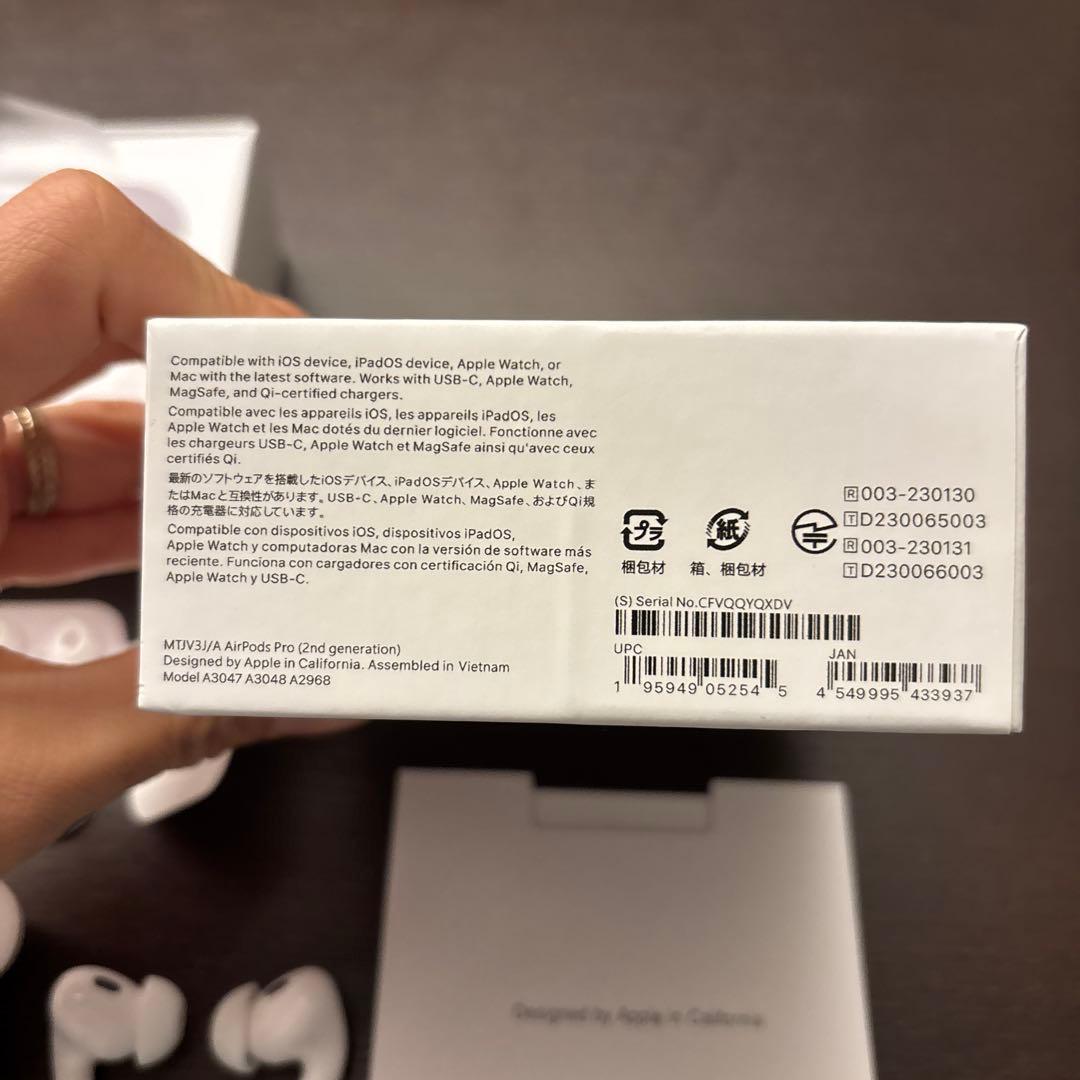 Compatible with iOS device, iPadOS device, Apple Watch, or
Mac with the latest software. Works with USB-C, Apple Watch,
MagSafe, and Qi-certified chargers.
Compatible avec les appareils iOS, les appareils iPadOS, les
Apple Watch et les Mac dotés du dernier logiciel. Fonctionne avec
les chargeurs USB-C, Apple Watch et MagSafe ainsi qu'avec ceux
certifiés Qi.
最新のソフトウェアを搭載したiOSデバイス、iPadOSデバイス、Apple Watch、ま
たはMacと互換性があります。USB-C、Apple Watch、MagSafe、およびQi規
格の充電器に対応しています。
Compatible con dispositivos iOS, dispositivos iPadOS,
Apple Watch y computadoras Mac con la versión de software más
reciente. Funciona con cargadores con certificación Qi, MagSafe,
Apple Watch y USB-C.
MTJV3J/A AirPods Pro (2nd generation)
Designed by Apple in California. Assembled in Vietnam
Model A3047 A3048 A2968
プラ
梱包材
紙
箱、梱包材
R 003-230130
T D230065003
R 003-230131
T D230066003
(S) Serial No.CFVQQYQXDV
UPC
1 95949 05254 5
JAN
4 549995 433937
Designed by Apple in California